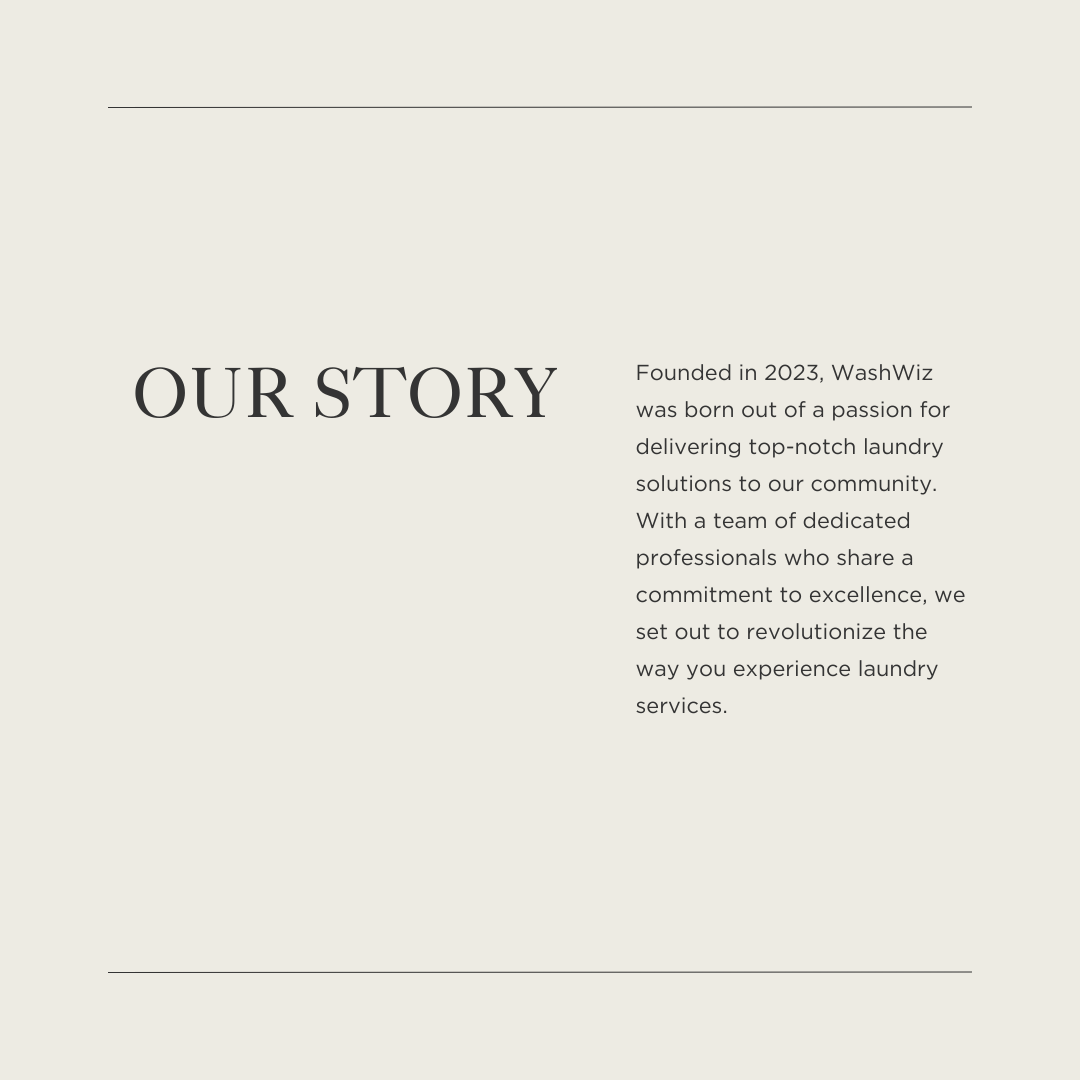 OUR STORY
Founded in 2023, WashWiz
was born out of a passion for
delivering top-notch laundry
solutions to our community.
With a team of dedicated
professionals who share a
commitment to excellence, we
set out to revolutionize the
way you experience laundry
services.